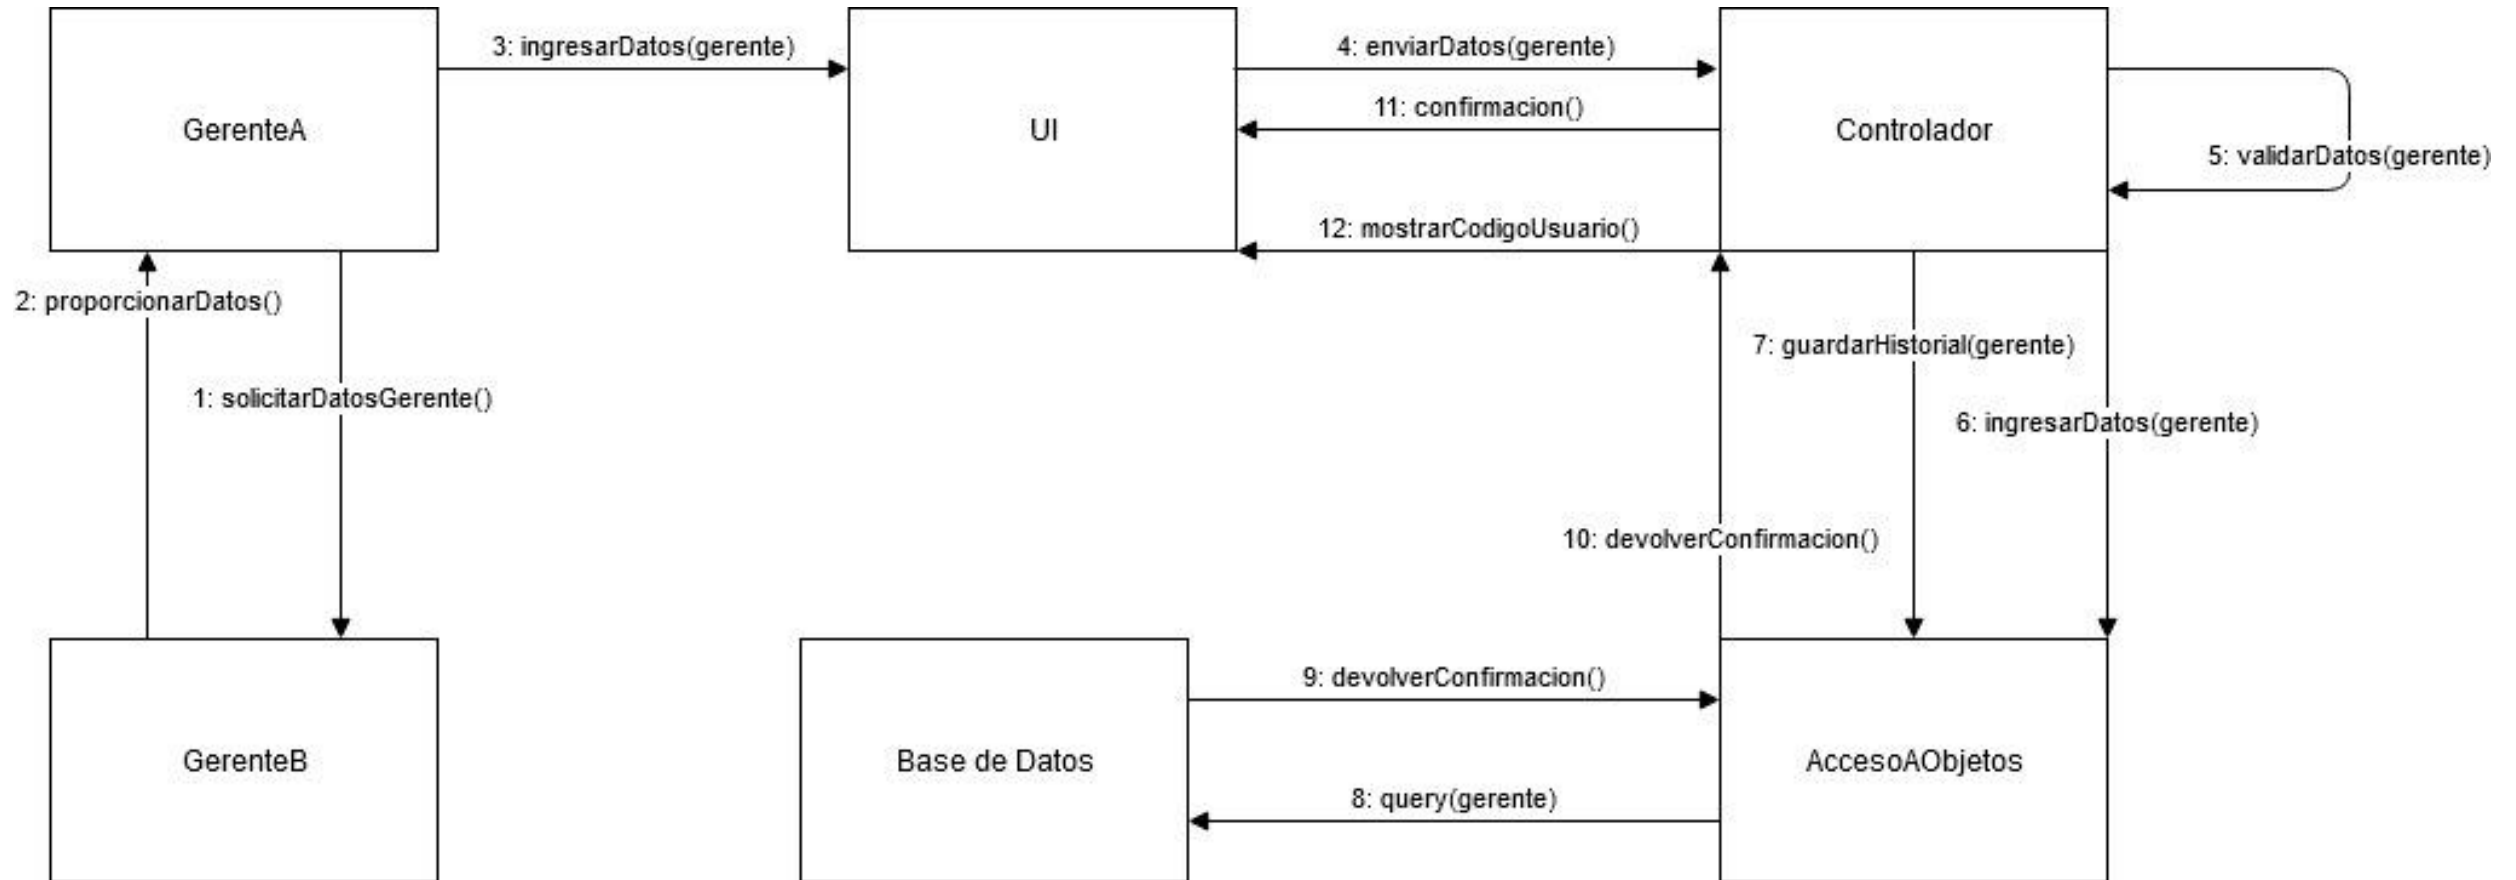 3: ingresarDatos(gerente)
4: enviarDatos(gerente)
11: confirmacion()
GerenteA
UI
Controlador
5: validarDatos(gerente)
12: mostrarCodigoUsuario()
2: proporcionarDatos()
7: guardarHistorial(gerente)
1: solicitarDatosGerente()
6: ingresarDatos(gerente)
10: devolverConfirmacion()
9: devolverConfirmacion()
GerenteB
Base de Datos
AccesoAObjetos
8: query(gerente)